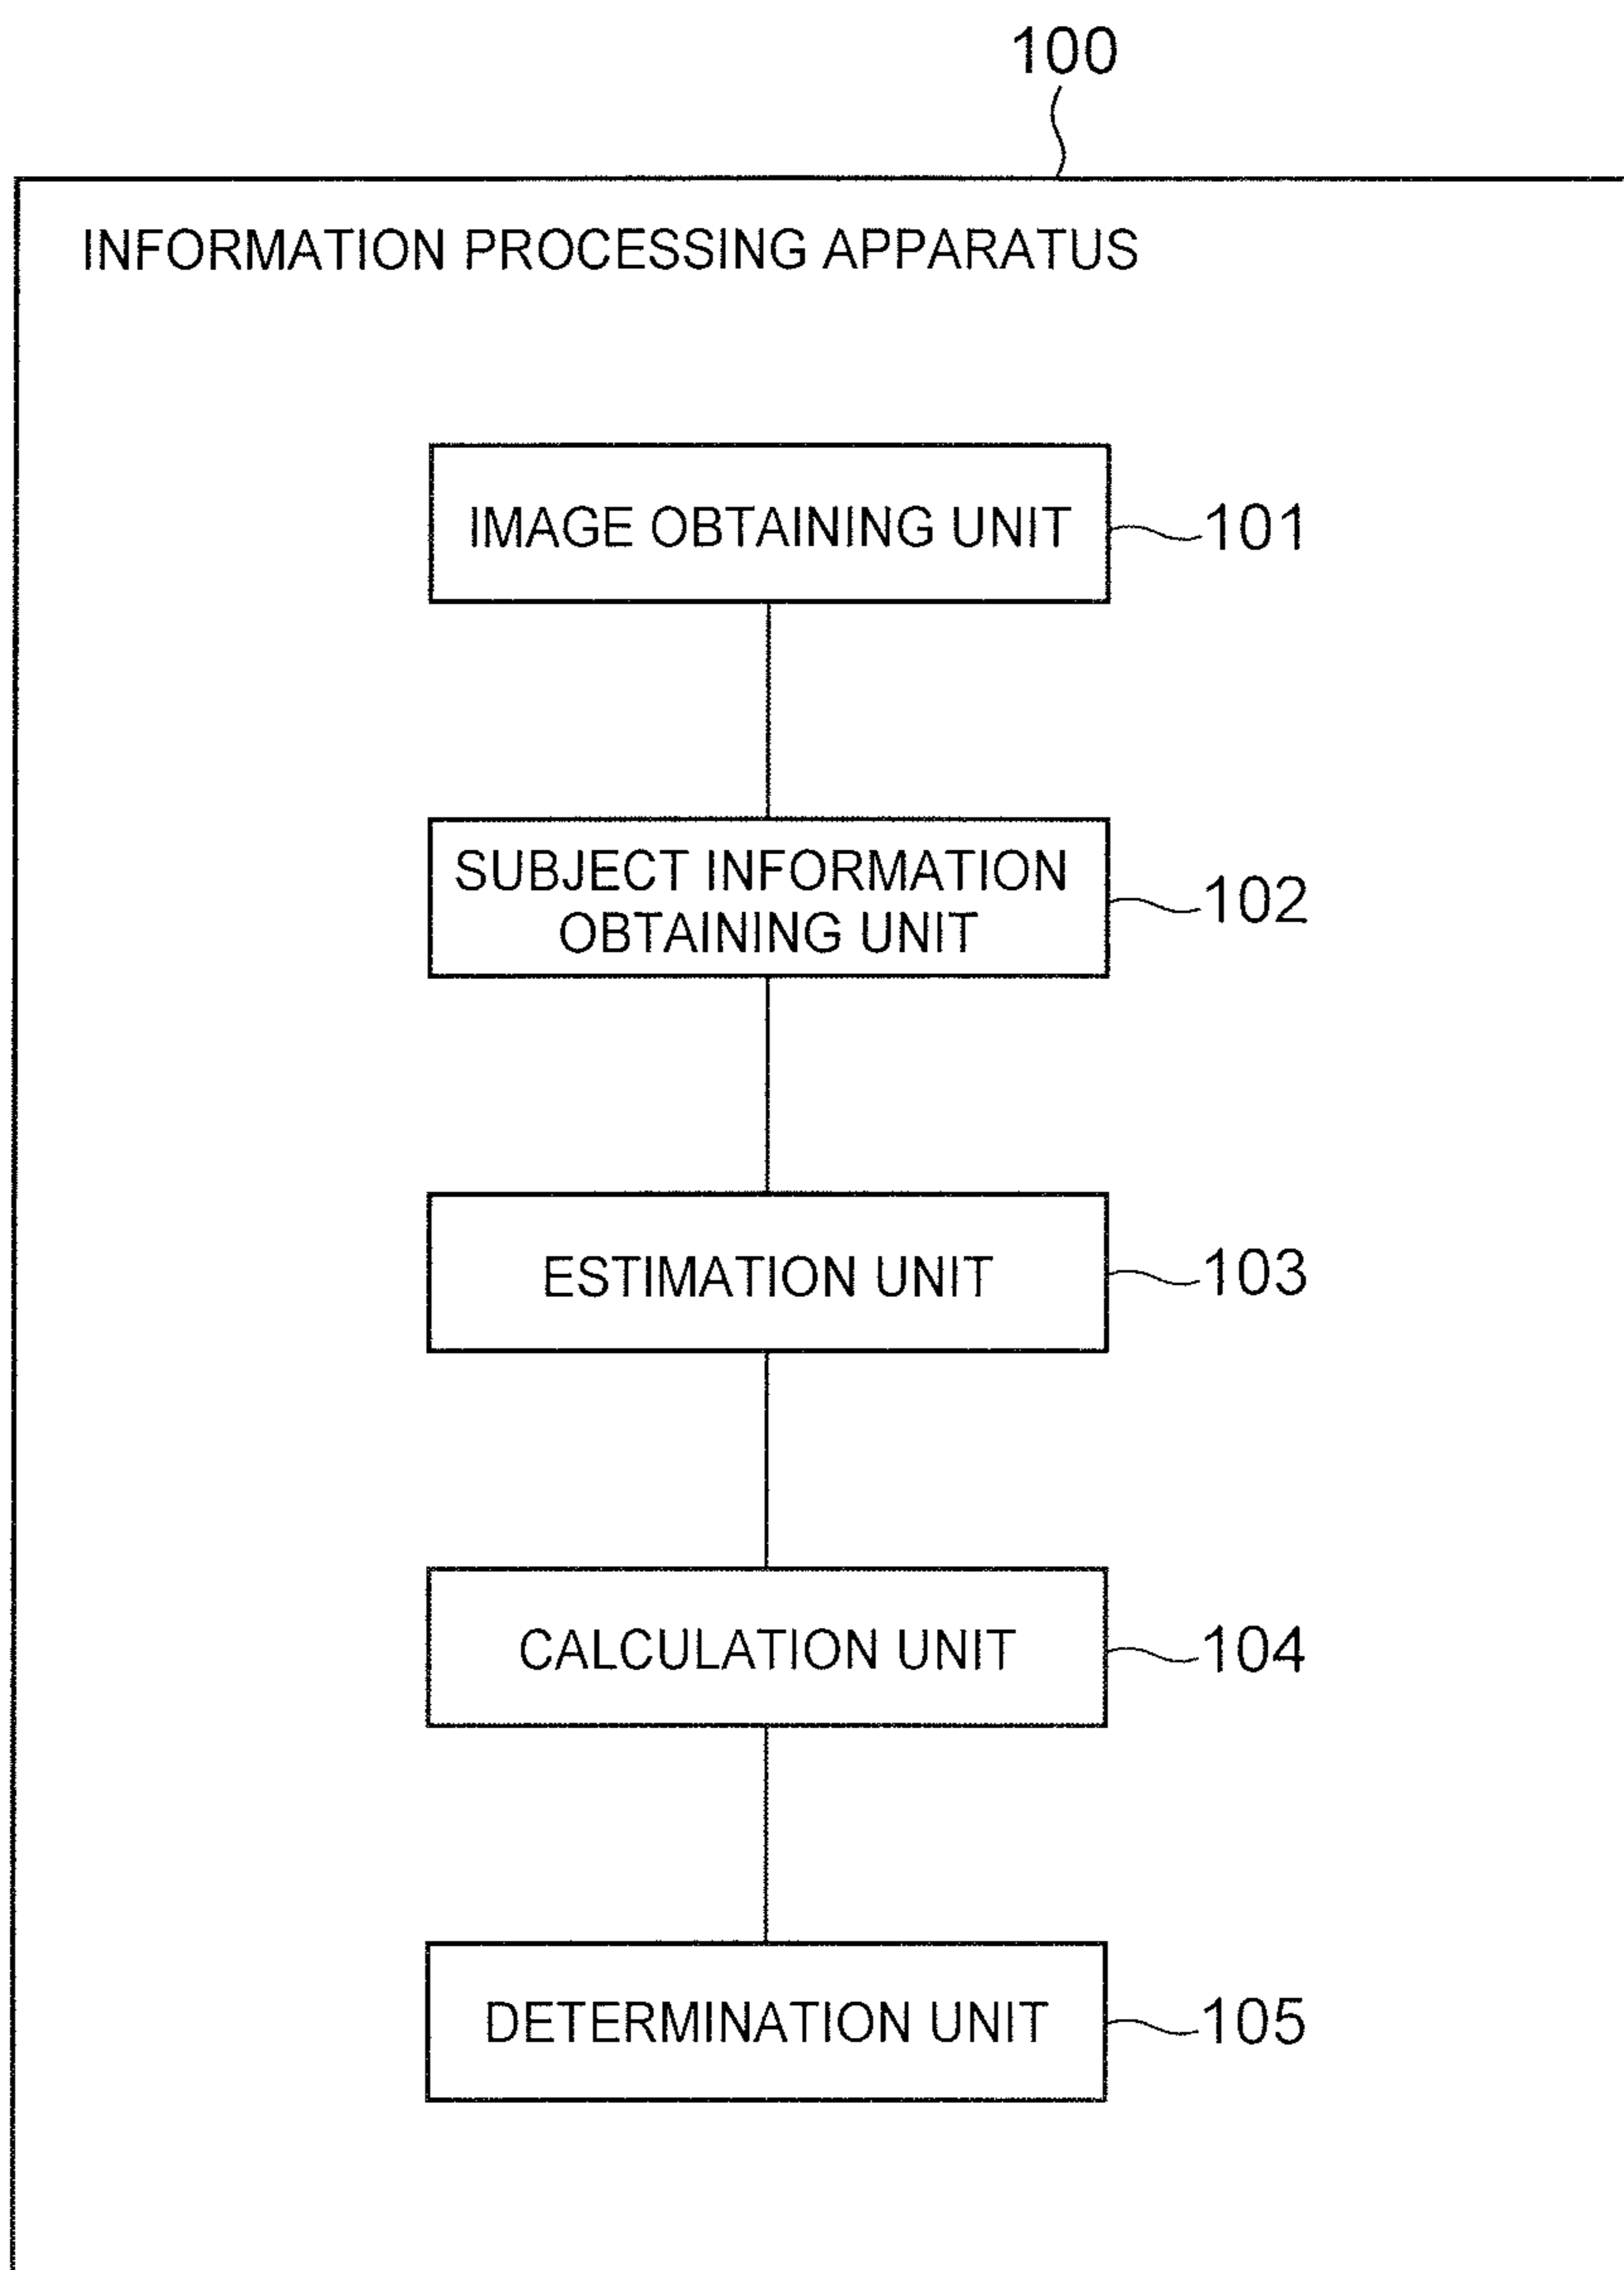 100
INFORMATION PROCESSING APPARATUS
IMAGE OBTAINING UNIT
101
SUBJECT INFORMATION
OBTAINING UNIT
102
ESTIMATION UNIT
103
CALCULATION UNIT
104
DETERMINATION UNIT
105